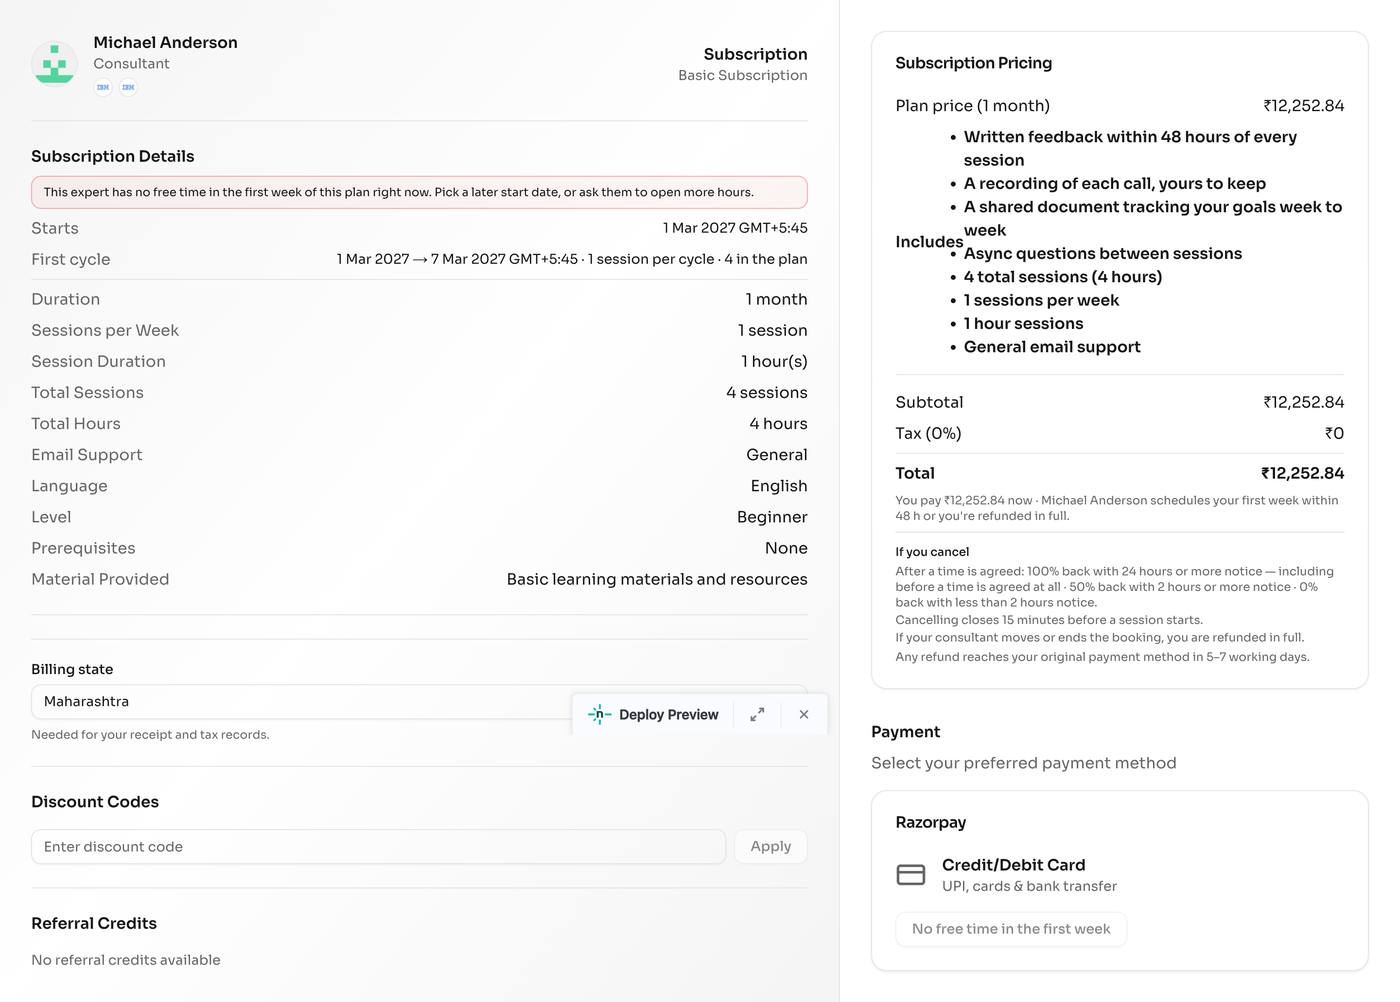 Michael Anderson
Consultant
IBM IBM
Subscription
Basic Subscription
Subscription Details
This expert has no free time in the first week of this plan right now. Pick a later start date, or ask them to open more hours.
Starts 1 Mar 2027 GMT+5:45
First cycle 1 Mar 2027 → 7 Mar 2027 GMT+5:45 · 1 session per cycle · 4 in the plan
Duration 1 month
Sessions per Week 1 session
Session Duration 1 hour(s)
Total Sessions 4 sessions
Total Hours 4 hours
Email Support General
Language English
Level Beginner
Prerequisites None
Material Provided Basic learning materials and resources
Billing state
Maharashtra
Needed for your receipt and tax records.
Deploy Preview
Discount Codes
Enter discount code Apply
Referral Credits
No referral credits available
Subscription Pricing
Plan price (1 month) ₹12,252.84
Includes
• Written feedback within 48 hours of every
session
• A recording of each call, yours to keep
• A shared document tracking your goals week to
week
• Async questions between sessions
• 4 total sessions (4 hours)
• 1 sessions per week
• 1 hour sessions
• General email support
Subtotal ₹12,252.84
Tax (0%) ₹0
Total ₹12,252.84
You pay ₹12,252.84 now · Michael Anderson schedules your first week within
48 h or you're refunded in full.
If you cancel
After a time is agreed: 100% back with 24 hours or more notice — including
before a time is agreed at all · 50% back with 2 hours or more notice · 0%
back with less than 2 hours notice.
Cancelling closes 15 minutes before a session starts.
If your consultant moves or ends the booking, you are refunded in full.
Any refund reaches your original payment method in 5–7 working days.
Payment
Select your preferred payment method
Razorpay
Credit/Debit Card
UPI, cards & bank transfer
No free time in the first week